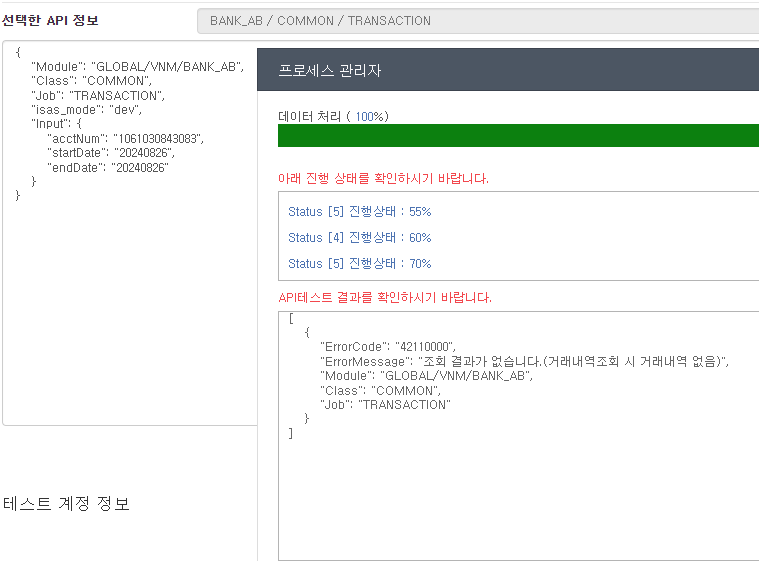 선택한 API 정보
BANK_AB / COMMON / TRANSACTION
{
"Module": "GLOBAL/VNM/BANK_AB",
"Class": "COMMON",
"Job": "TRANSACTION",
"isas_mode": "dev",
"Input": {
"acctNum": "1061030843083",
"startDate": "20240826",
"endDate": "20240826"
}
}
프로세스 관리자
데이터 처리 ( 100%)
아래 진행 상태를 확인하시기 바랍니다.
Status [5] 진행상태 : 55%
Status [4] 진행상태 : 60%
Status [5] 진행상태 : 70%
API테스트 결과를 확인하시기 바랍니다.
[
{
"ErrorCode": "42110000",
"ErrorMessage": "조회 결과가 없습니다.(거래내역조회 시 거래내역 없음)",
"Module": "GLOBAL/VNM/BANK_AB",
"Class": "COMMON",
"Job": "TRANSACTION"
}
]
테스트 계정 정보